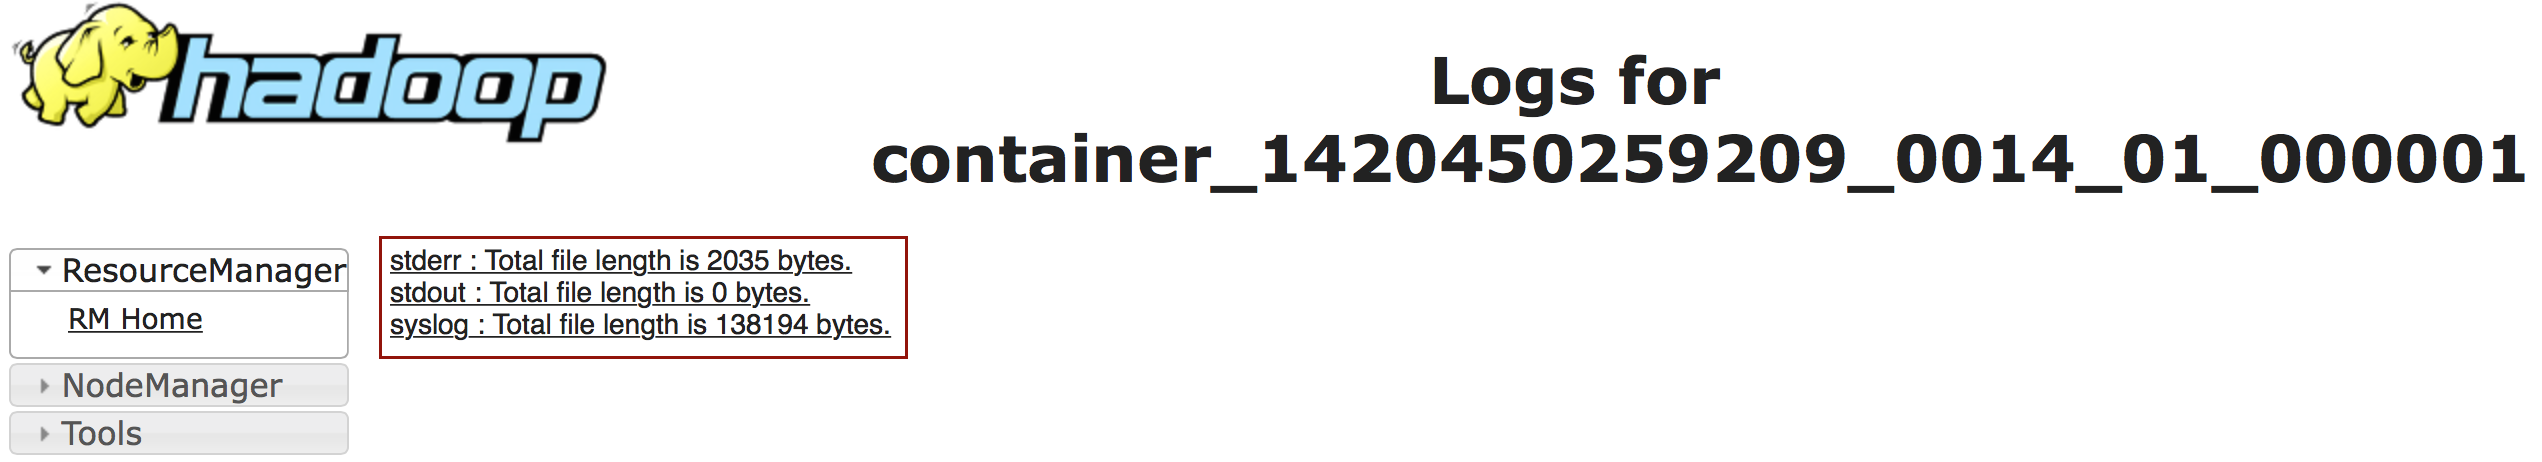 hadoop
Logs for
container_1420450259209_0014_01_000001
ResourceManager
RM Home
NodeManager
Tools
stderr : Total file length is 2035 bytes.
stdout : Total file length is 0 bytes.
syslog : Total file length is 138194 bytes.